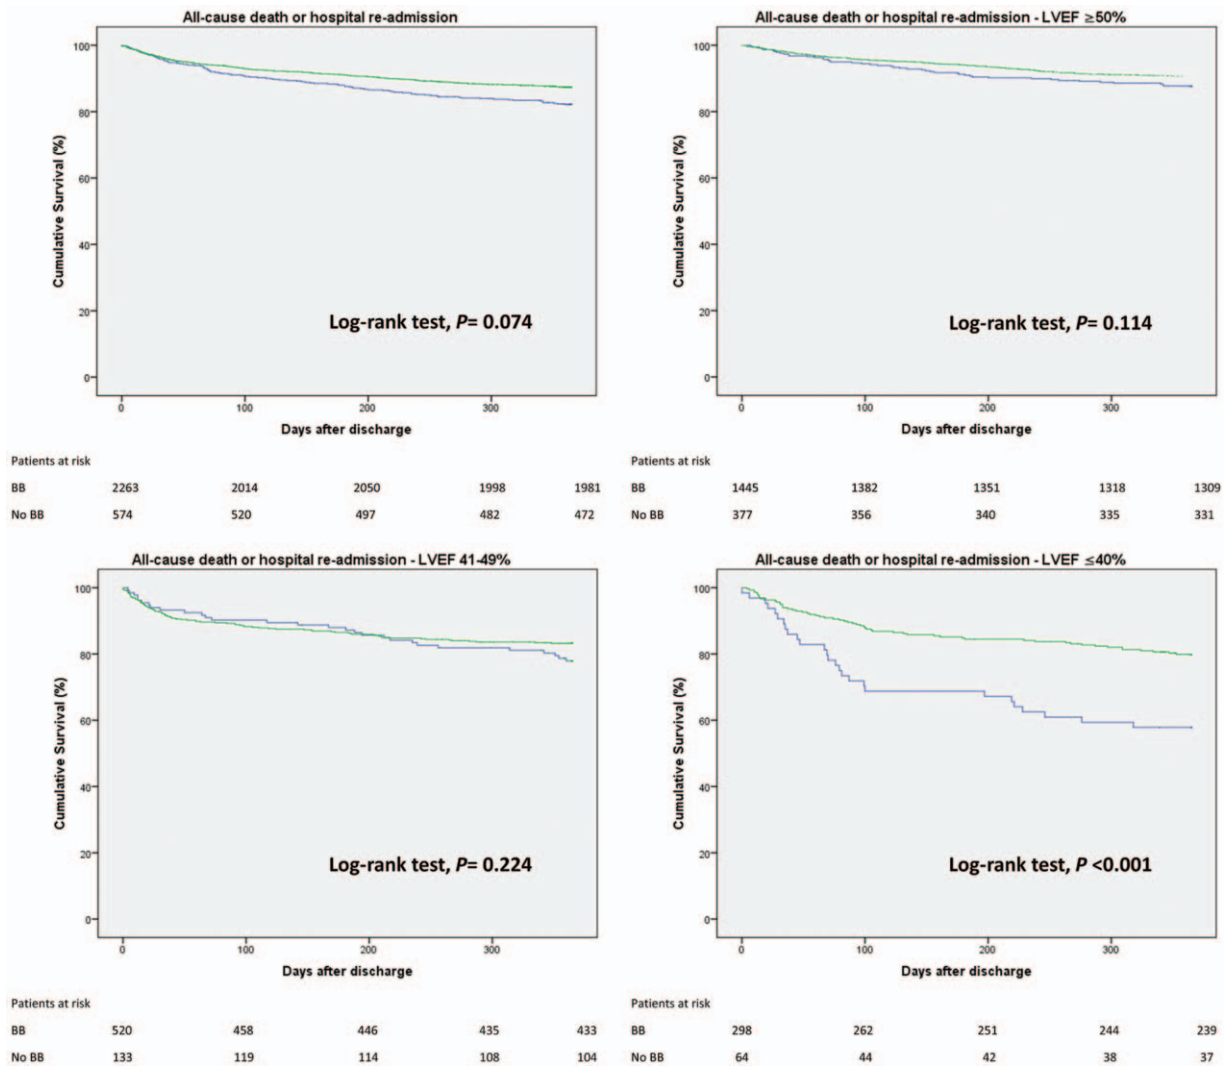 All-cause death or hospital re-admission
Cumulative Survival (%)
100
80
60
40
20
0
Log-rank test, P= 0.074
0 100 200 300
Days after discharge
Patients at risk
BB 2263 2014 2050 1998 1981
No BB 574 520 497 482 472
All-cause death or hospital re-admission - LVEF ≥50%
Cumulative Survival (%)
100
80
60
40
20
0
Log-rank test, P= 0.114
0 100 200 300
Days after discharge
Patients at risk
BB 1445 1382 1351 1318 1309
No BB 377 356 340 335 331
All-cause death or hospital re-admission - LVEF 41-49%
Cumulative Survival (%)
100
80
60
40
20
0
Log-rank test, P= 0.224
0 100 200 300
Days after discharge
Patients at risk
BB 520 458 446 435 433
No BB 133 119 114 108 104
All-cause death or hospital re-admission - LVEF ≤40%
Cumulative Survival (%)
100
80
60
40
20
0
Log-rank test, P <0.001
0 100 200 300
Days after discharge
Patients at risk
BB 298 262 251 244 239
No BB 64 44 42 38 37